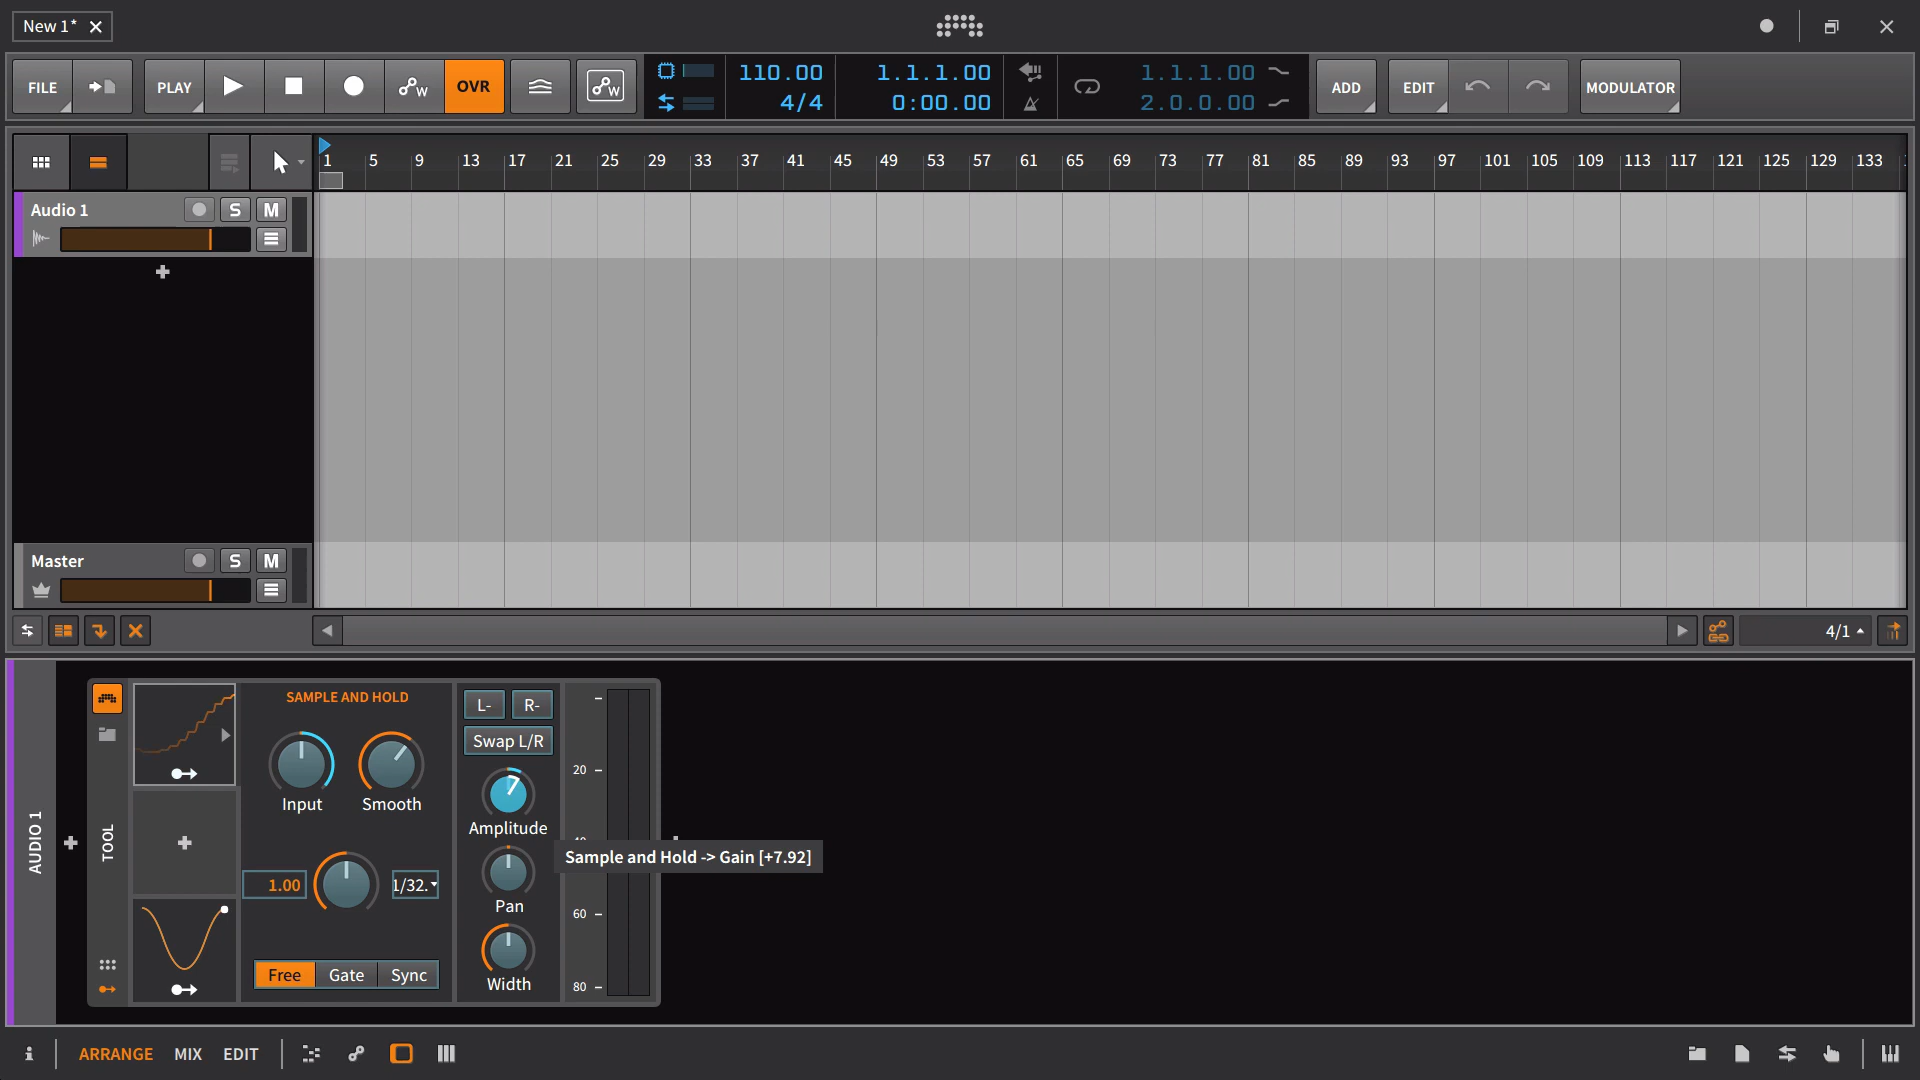 New 1*
FILE PLAY OVR 110.00 4/4 1.1.1.00 0:00.00 1.1.1.00 2.0.0.00 ADD EDIT MODULATOR
1 5 9 13 17 21 25 29 33 37 41 45 49 53 57 61 65 69 73 77 81 85 89 93 97 101 105 109 113 117 121 125 129 133
Audio 1 S M
Master S M
4/1
AUDIO 1
TOOL
SAMPLE AND HOLD
Input Smooth
1.00 1/32.
Free Gate Sync
L- R-
Swap L/R
Amplitude
Pan
Width
20
60
80
Sample and Hold -> Gain [+7.92]
ARRANGE MIX EDIT